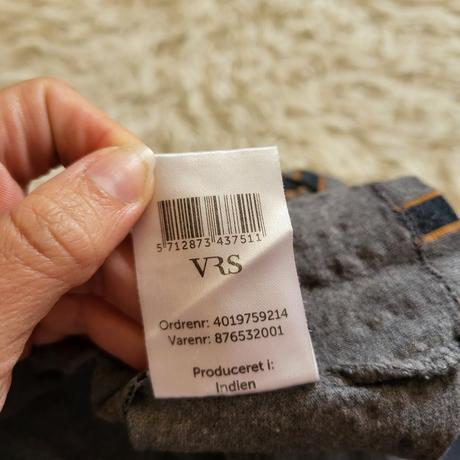 5 712873 437511
VRS
Ordrenr: 4019759214
Varenr: 876532001
Produceret i:
Indien